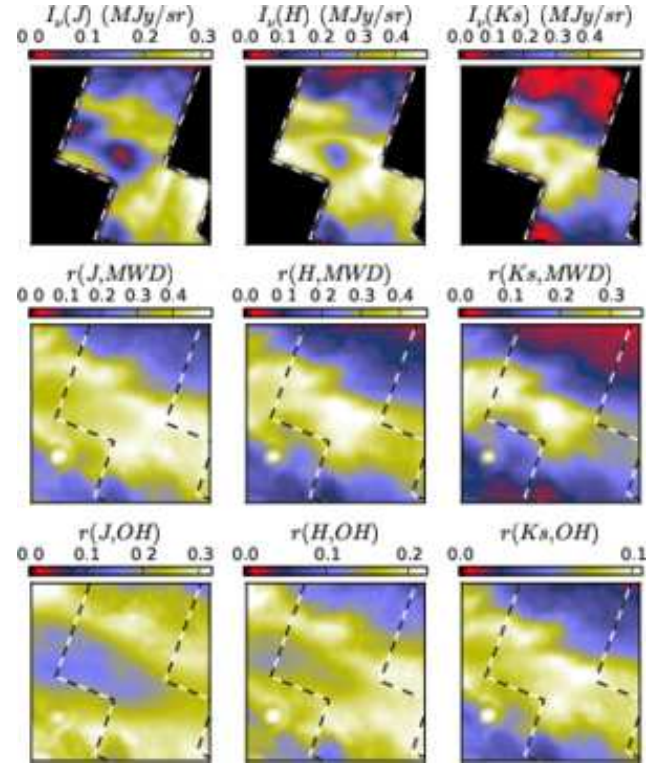 I_ν(J) (MJy/sr) I_ν(H) (MJy/sr) I_ν(Ks) (MJy/sr)
0.0 0.1 0.2 0.3 0.0 0.1 0.2 0.3 0.4 0.0 0.1 0.2 0.3 0.4
r(J,MWD) r(H,MWD) r(Ks,MWD)
0.0 0.1 0.2 0.3 0.4 0.0 0.1 0.2 0.3 0.4 0.0 0.1 0.2 0.3
r(J,OH) r(H,OH) r(Ks,OH)
0.0 0.1 0.2 0.3 0.0 0.1 0.2 0.0 0.1